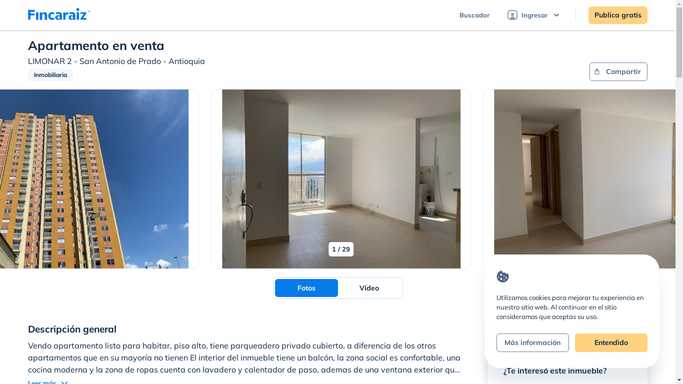 Fincaraiz
Buscador
Ingresar
Publica gratis
Apartamento en venta
LIMONAR 2 - San Antonio de Prado - Antioquia
Inmobiliaria
Compartir
1 / 29
Fotos
Video
Descripción general
Vendo apartamento listo para habitar, piso alto, tiene parqueadero privado cubierto, a diferencia de los otros
apartamentos que en su mayoría no tienen El interior del inmueble tiene un balcón, la zona social es confortable, una
cocina moderna y la zona de ropas cuenta con lavadero y calentador de paso, ademas de una ventana exterior qu...
Leer más
Utilizamos cookies para mejorar tu experiencia en
nuestro sitio web. Al continuar en el sitio
consideramos que aceptas su uso.
Más información
Entendido
¿Te interesó este inmueble?